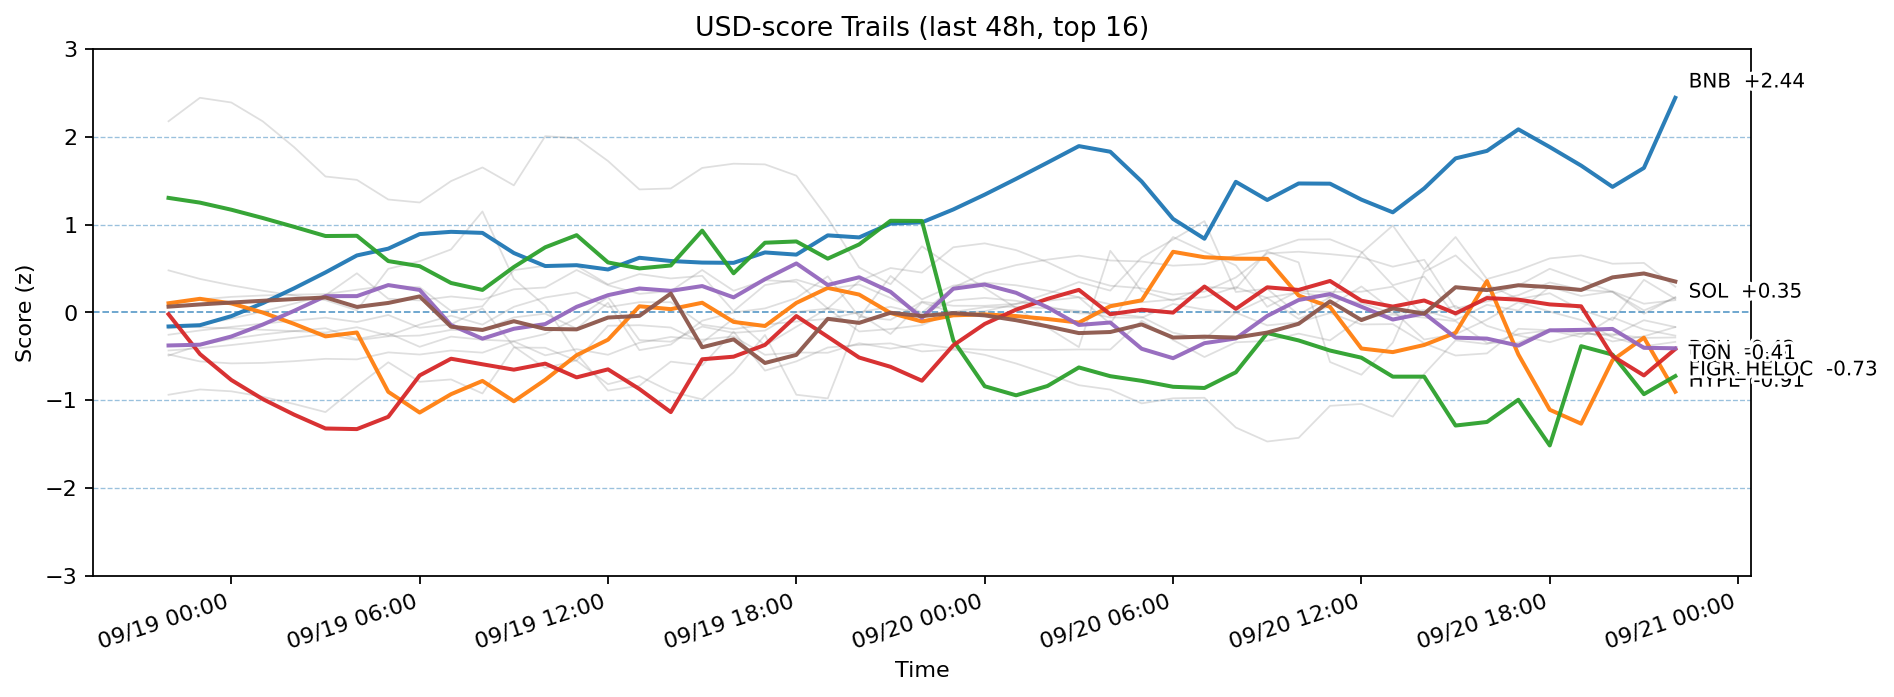 USD-score Trails (last 48h, top 16)
Score (z)
3
2
1
0
−1
−2
−3
BNB +2.44
SOL +0.35
TON -0.41
FIGR_HELOC -0.73
HYPE -0.91
09/19 00:00
09/19 06:00
09/19 12:00
09/19 18:00
09/20 00:00
09/20 06:00
09/20 12:00
09/20 18:00
09/21 00:00
Time